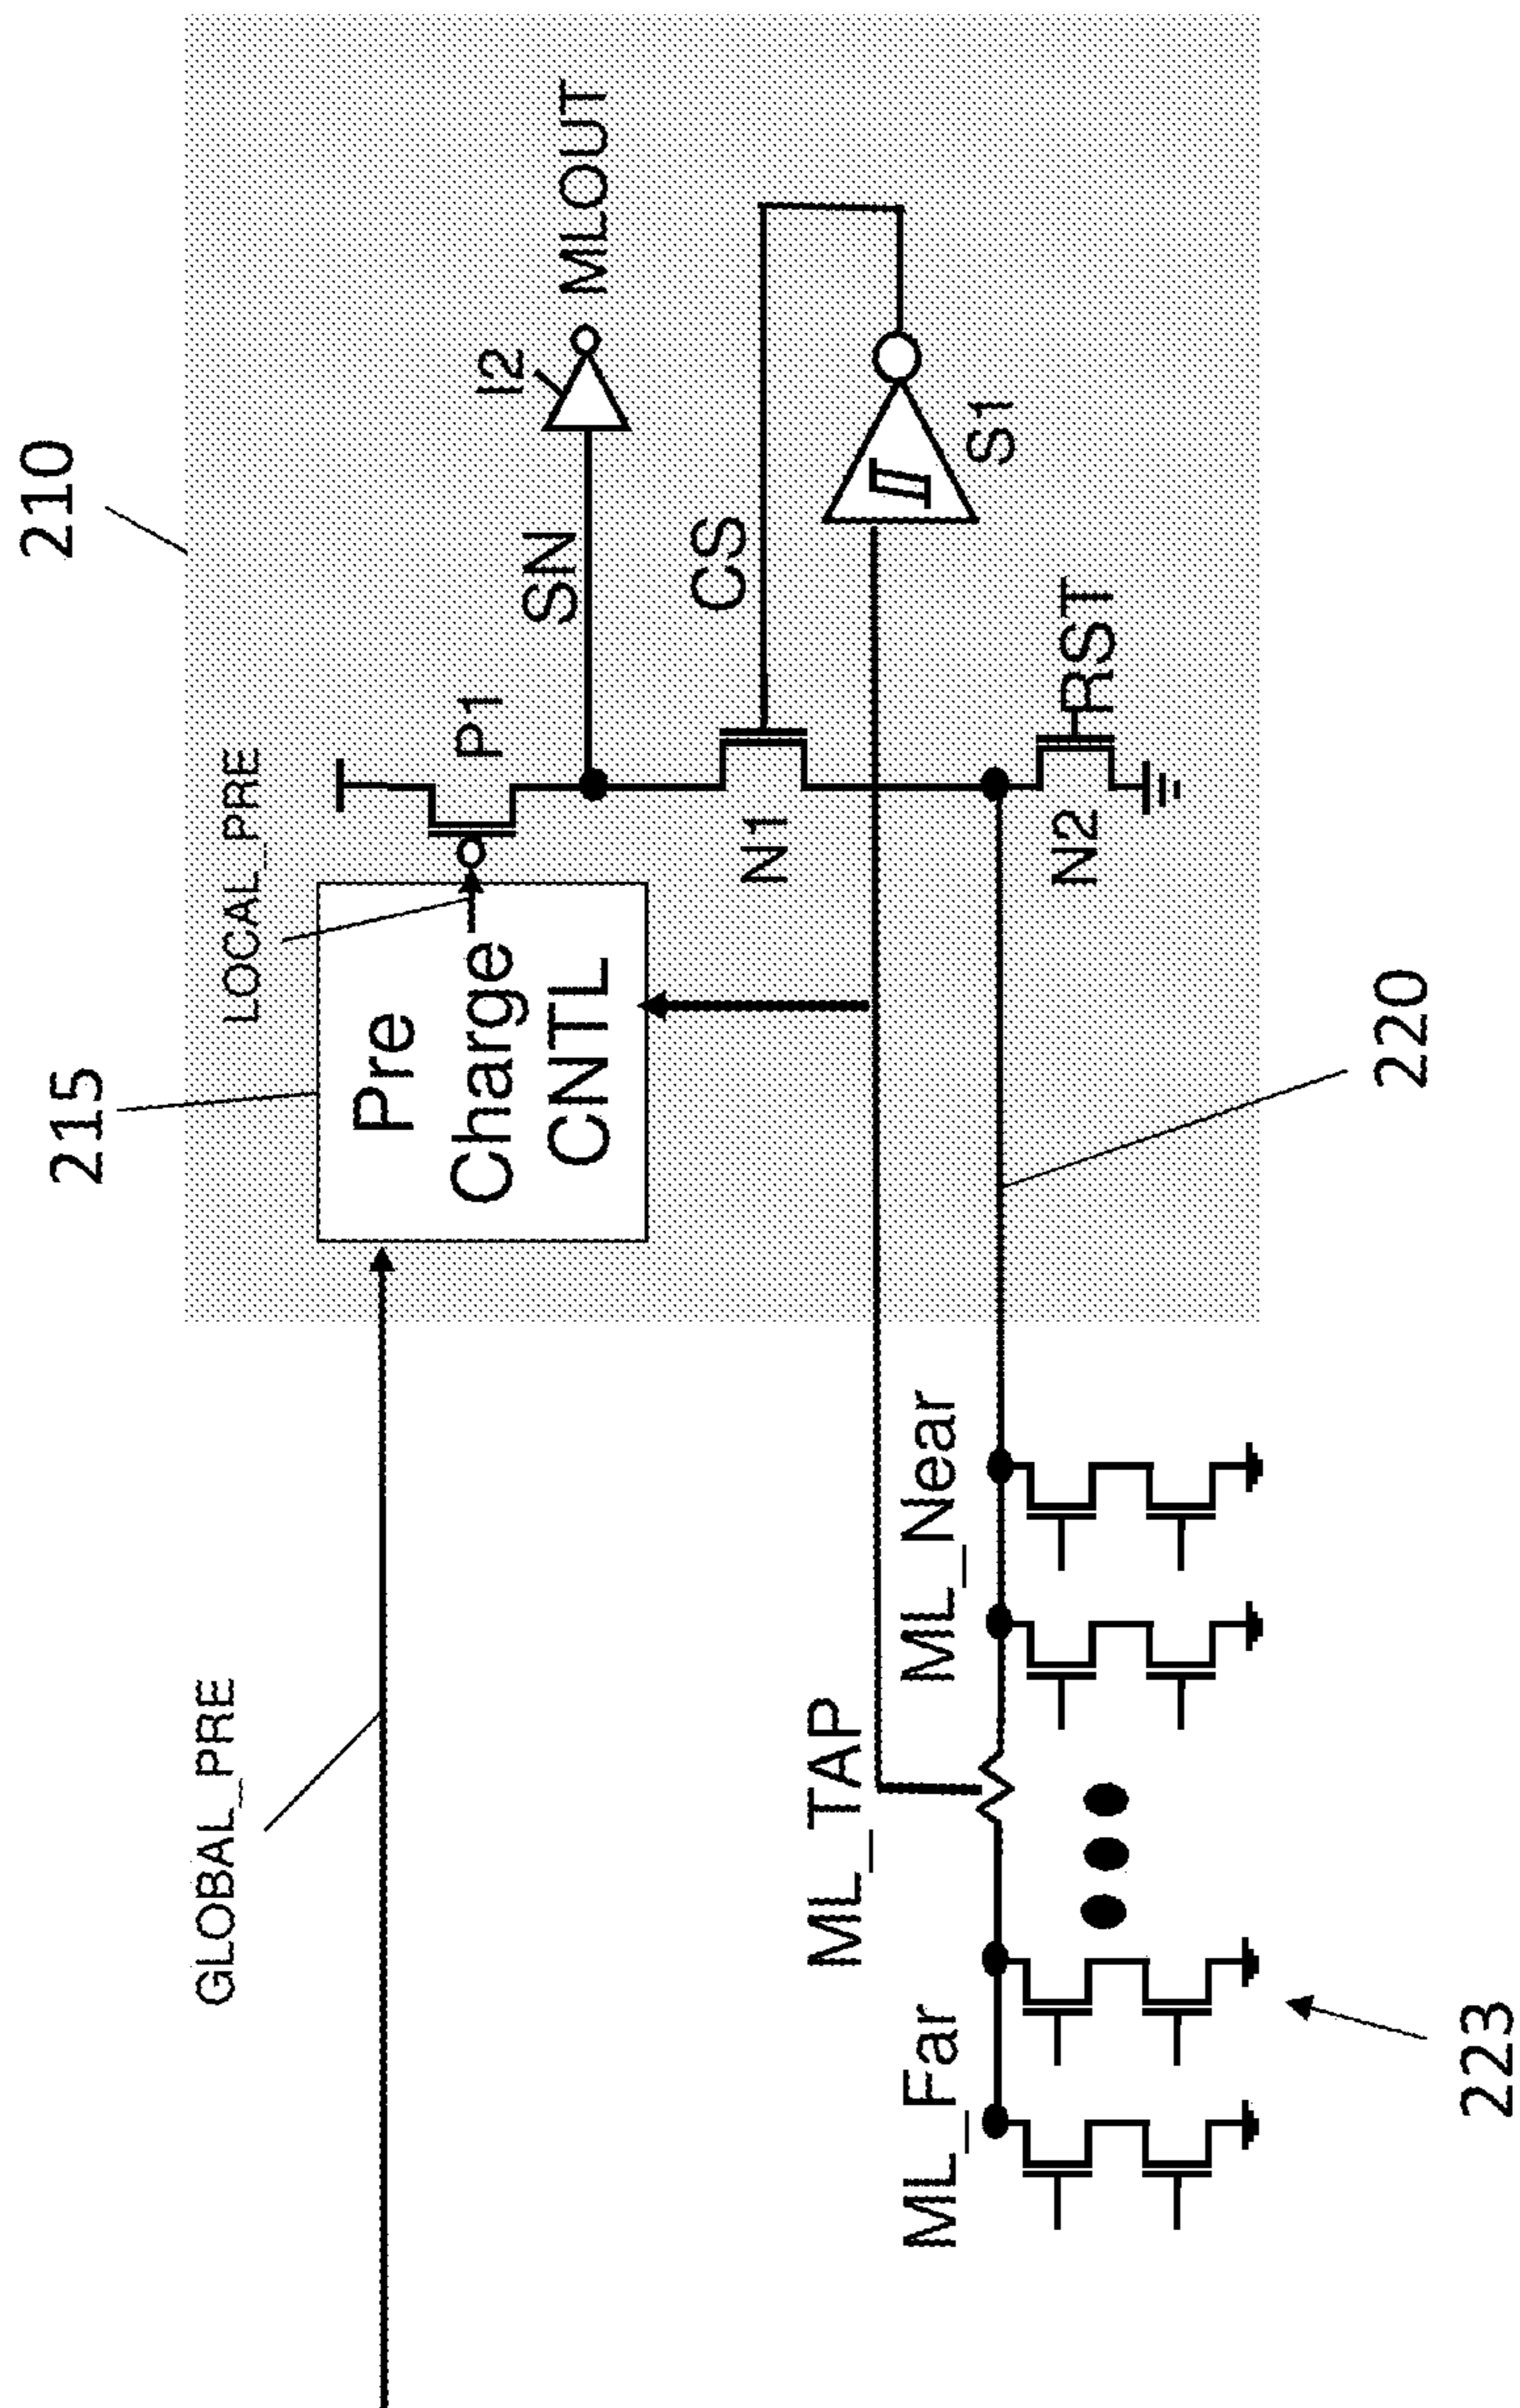 210
215
GLOBAL_PRE
LOCAL_PRE
Pre
Charge
CNTL
P1
I2
MLOUT
SN
CS
N1
S1
RST
N2
ML_TAP
ML_Far
ML_Near
220
223